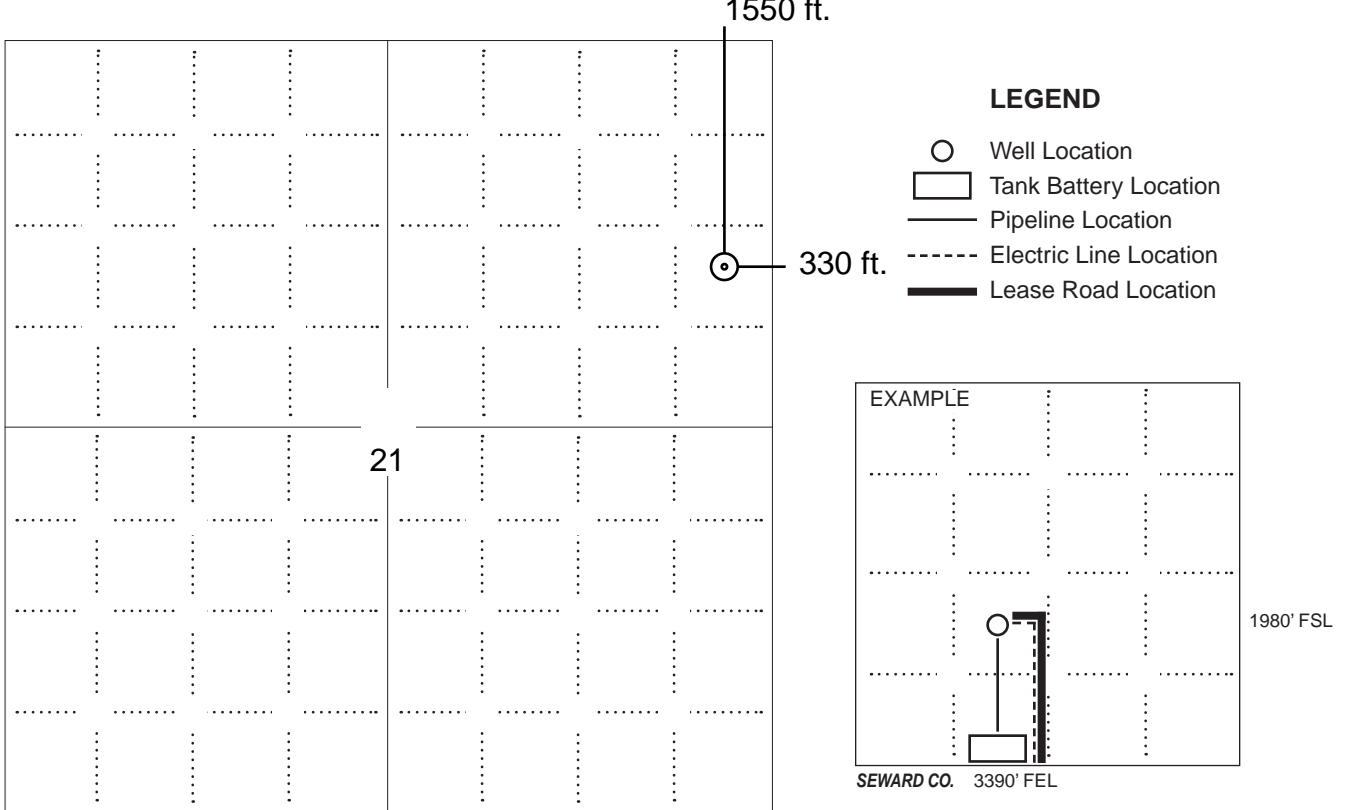 1550 ft.
LEGEND
Well Location
Tank Battery Location
330 ft.
Pipeline Location
Electric Line Location
Lease Road Location
EXAMPLE
21
1980' FSL
SEWARD CO. 3390' FEL